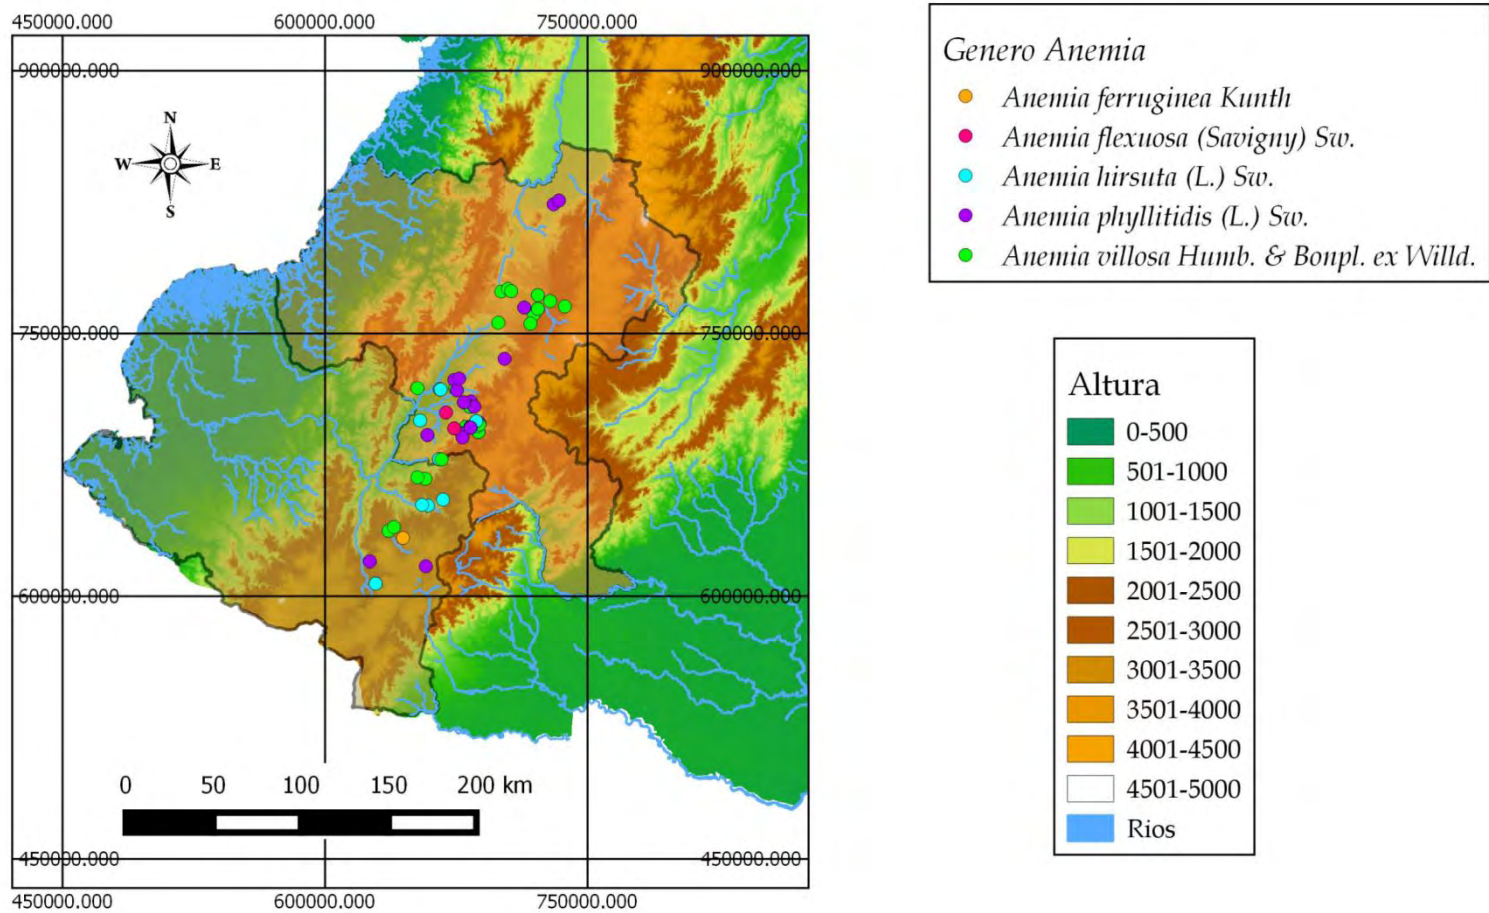 450000.000 600000.000 750000.000
900000.000 900000.000
N
W E
S
750000.000 750000.000
600000.000 600000.000
0 50 100 150 200 km
450000.000 450000.000
450000.000 600000.000 750000.000
Genero Anemia
Anemia ferruginea Kunth
Anemia flexuosa (Savigny) Sw.
Anemia hirsuta (L.) Sw.
Anemia phyllitidis (L.) Sw.
Anemia villosa Humb. & Bonpl. ex Willd.
Altura
0-500
501-1000
1001-1500
1501-2000
2001-2500
2501-3000
3001-3500
3501-4000
4001-4500
4501-5000
Rios